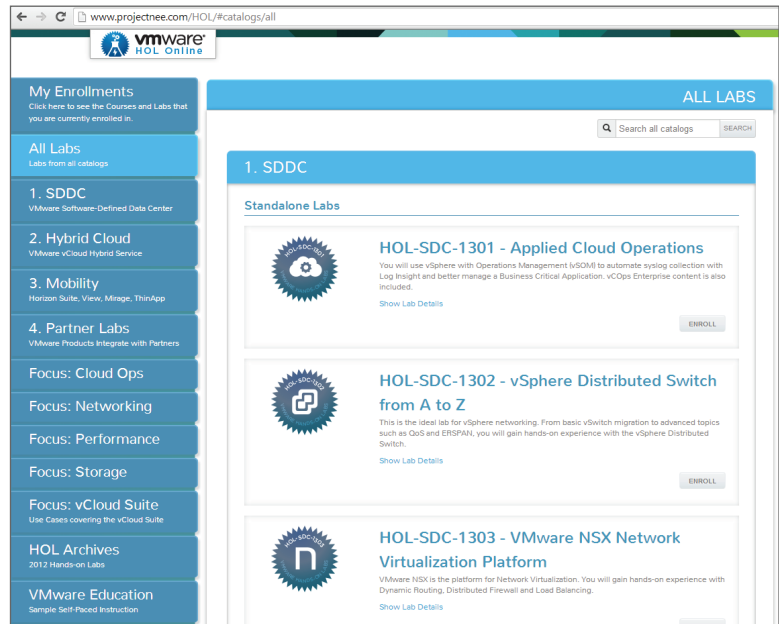 www.projectnee.com/HOL/#catalogs/all
vmware
HOL Online
My Enrollments
Click here to see the Courses and Labs that
you are currently enrolled in.
All Labs
Labs from all catalogs
1. SDDC
VMware Software-Defined Data Center
2. Hybrid Cloud
VMware vCloud Hybrid Service
3. Mobility
Horizon Suite, View, Mirage, ThinApp
4. Partner Labs
VMware Products Integrate with Partners
Focus: Cloud Ops
Focus: Networking
Focus: Performance
Focus: Storage
Focus: vCloud Suite
Use Cases covering the vCloud Suite
HOL Archives
2012 Hands-on Labs
VMware Education
Sample Self-Paced Instruction
ALL LABS
Search all catalogs
SEARCH
1. SDDC
Standalone Labs
HOL-SDC-1301
HOL-SDC-1301 - Applied Cloud Operations
You will use vSphere with Operations Management (vSOM) to automate syslog collection with
Log Insight and better manage a Business Critical Application. vCOps Enterprise content is also
included.
Show Lab Details
ENROLL
HOL-SDC-1302
HOL-SDC-1302 - vSphere Distributed Switch
from A to Z
This is the ideal lab for vSphere networking. From basic vSwitch migration to advanced topics
such as QoS and ERSPAN, you will gain hands-on experience with the vSphere Distributed
Switch.
Show Lab Details
ENROLL
HOL-SDC-1303
n
HOL-SDC-1303 - VMware NSX Network
Virtualization Platform
VMware NSX is the platform for Network Virtualization. You will gain hands-on experience with
Dynamic Routing, Distributed Firewall and Load Balancing.
Show Lab Details